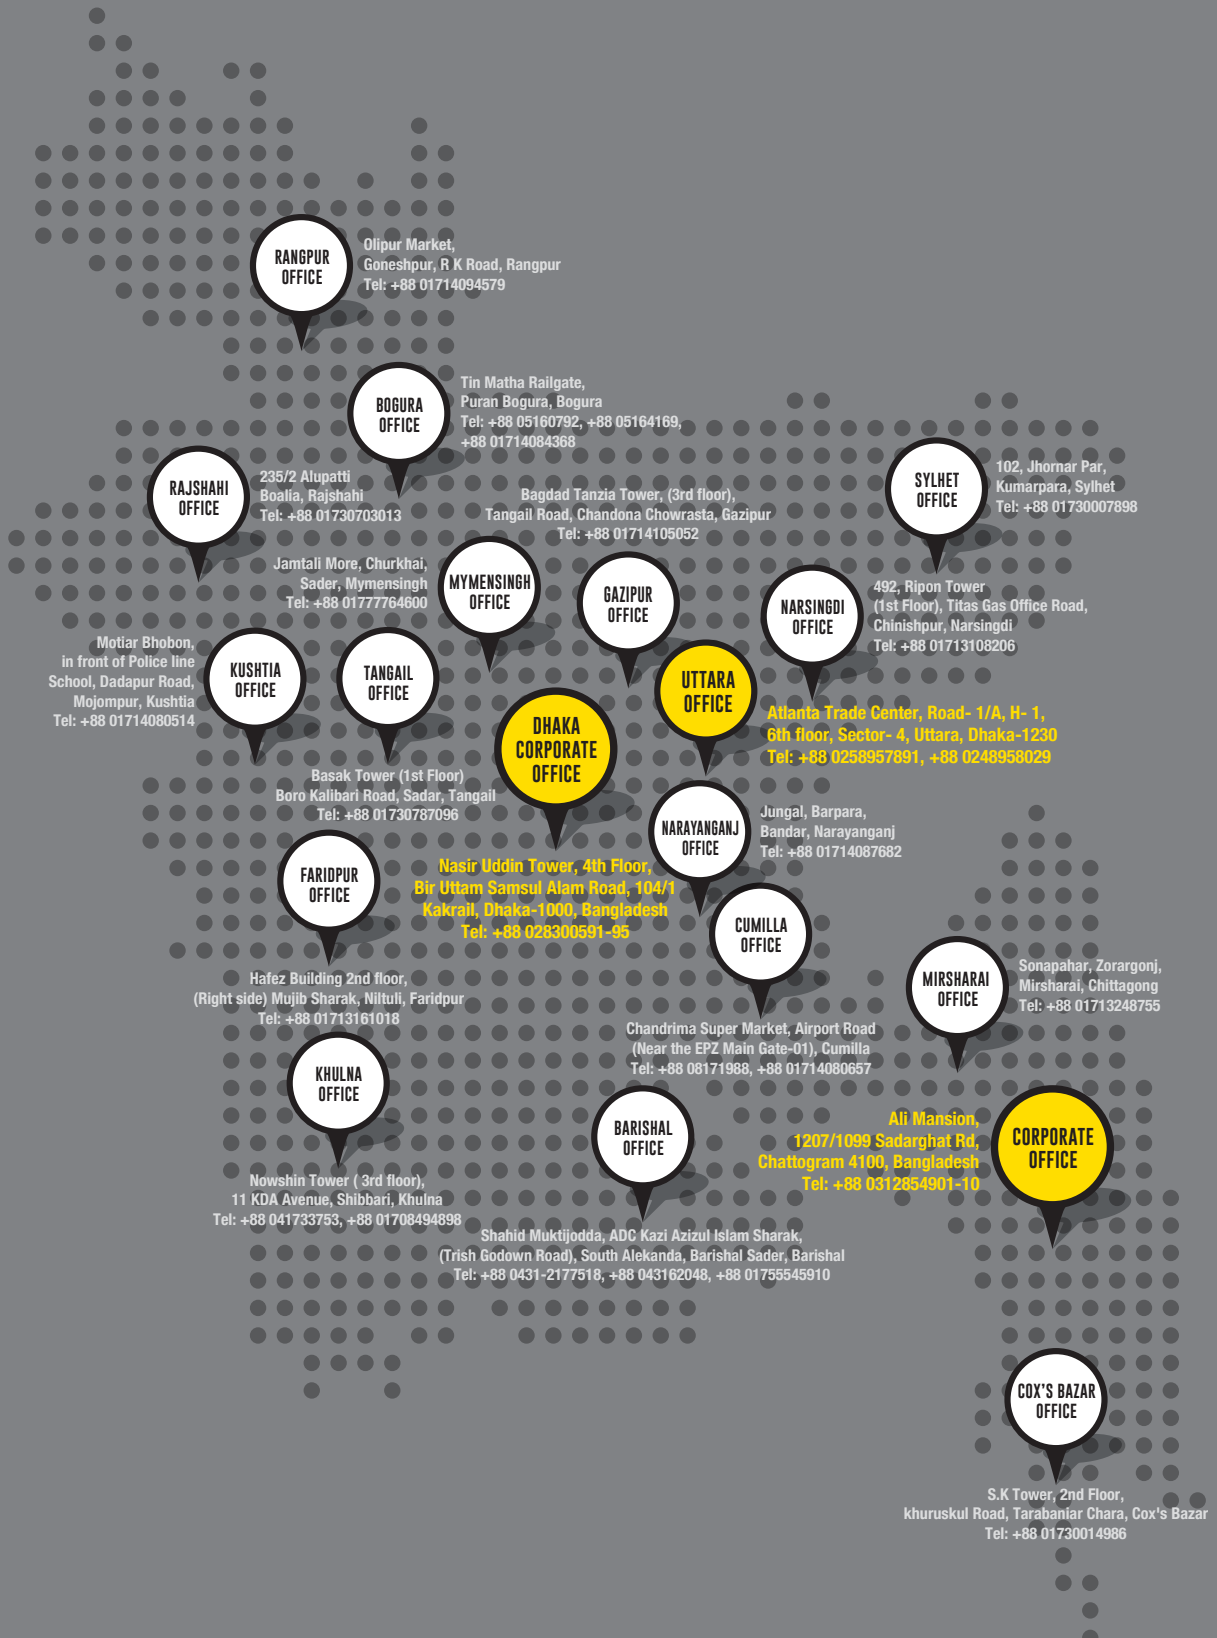 RANGPUR
OFFICE
Olipur Market,
Goneshpur, R K Road, Rangpur
Tel: +88 01714094579
BOGURA
OFFICE
Tin Matha Railgate,
Puran Bogura, Bogura
Tel: +88 05160792, +88 05164169,
+88 01714084368
RAJSHAHI
OFFICE
235/2 Alupatti
Boalia, Rajshahi
Tel: +88 01730703013
SYLHET
OFFICE
102, Jhornar Par,
Kumarpara, Sylhet
Tel: +88 01730007898
Bagdad Tanzia Tower, (3rd floor),
Tangail Road, Chandona Chowrasta, Gazipur
Tel: +88 01714105052
GAZIPUR
OFFICE
Jamtali More, Churkhai,
Sader, Mymensingh
Tel: +88 01777764600
MYMENSINGH
OFFICE
NARSINGDI
OFFICE
492, Ripon Tower
(1st Floor), Titas Gas Office Road,
Chinishpur, Narsingdi
Tel: +88 01713108206
Motiar Bhobon,
in front of Police line
School, Dadapur Road,
Mojompur, Kushtia
Tel: +88 01714080514
KUSHTIA
OFFICE
TANGAIL
OFFICE
Basak Tower (1st Floor)
Boro Kalibari Road, Sadar, Tangail
Tel: +88 01730787096
UTTARA
OFFICE
Atlanta Trade Center, Road- 1/A, H- 1,
6th floor, Sector- 4, Uttara, Dhaka-1230
Tel: +88 0258957891, +88 0248958029
DHAKA
CORPORATE
OFFICE
Nasir Uddin Tower, 4th Floor,
Bir Uttam Samsul Alam Road, 104/1
Kakrail, Dhaka-1000, Bangladesh
Tel: +88 028300591-95
NARAYANGANJ
OFFICE
Jungal, Barpara,
Bandar, Narayanganj
Tel: +88 01714087682
FARIDPUR
OFFICE
Hafez Building 2nd floor,
(Right side) Mujib Sharak, Niltuli, Faridpur
Tel: +88 01713161018
CUMILLA
OFFICE
Chandrima Super Market, Airport Road
(Near the EPZ Main Gate-01), Cumilla
Tel: +88 08171988, +88 01714080657
MIRSHARAI
OFFICE
Sonapahar, Zorargonj,
Mirsharai, Chittagong
Tel: +88 01713248755
KHULNA
OFFICE
Nowshin Tower ( 3rd floor),
11 KDA Avenue, Shibbari, Khulna
Tel: +88 041733753, +88 01708494898
BARISHAL
OFFICE
Shahid Muktijodda, ADC Kazi Azizul Islam Sharak,
(Trish Godown Road), South Alekanda, Barishal Sader, Barishal
Tel: +88 0431-2177518, +88 043162048, +88 01755545910
Ali Mansion,
1207/1099 Sadarghat Rd,
Chattogram 4100, Bangladesh
Tel: +88 0312854901-10
CORPORATE
OFFICE
COX'S BAZAR
OFFICE
S.K Tower, 2nd Floor,
khuruskul Road, Tarabaniar Chara, Cox's Bazar
Tel: +88 01730014986